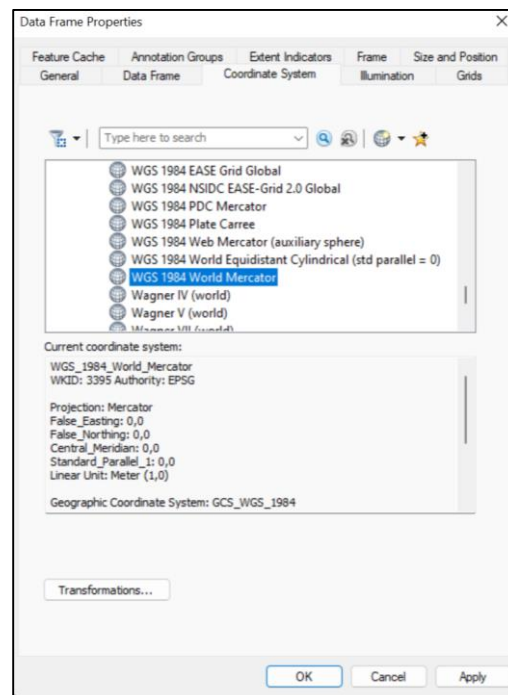 Data Frame Properties
Feature Cache Annotation Groups Extent Indicators Frame Size and Position
General Data Frame Coordinate System Illumination Grids
Type here to search
WGS 1984 EASE Grid Global
WGS 1984 NSIDC EASE-Grid 2.0 Global
WGS 1984 PDC Mercator
WGS 1984 Plate Carree
WGS 1984 Web Mercator (auxiliary sphere)
WGS 1984 World Equidistant Cylindrical (std parallel = 0)
WGS 1984 World Mercator
Wagner IV (world)
Wagner V (world)
Wagner VII (world)
Current coordinate system:
WGS_1984_World_Mercator
WKID: 3395 Authority: EPSG
Projection: Mercator
False_Easting: 0,0
False_Northing: 0,0
Central_Meridian: 0,0
Standard_Parallel_1: 0,0
Linear Unit: Meter (1,0)
Geographic Coordinate System: GCS_WGS_1984
Transformations...
OK Cancel Apply